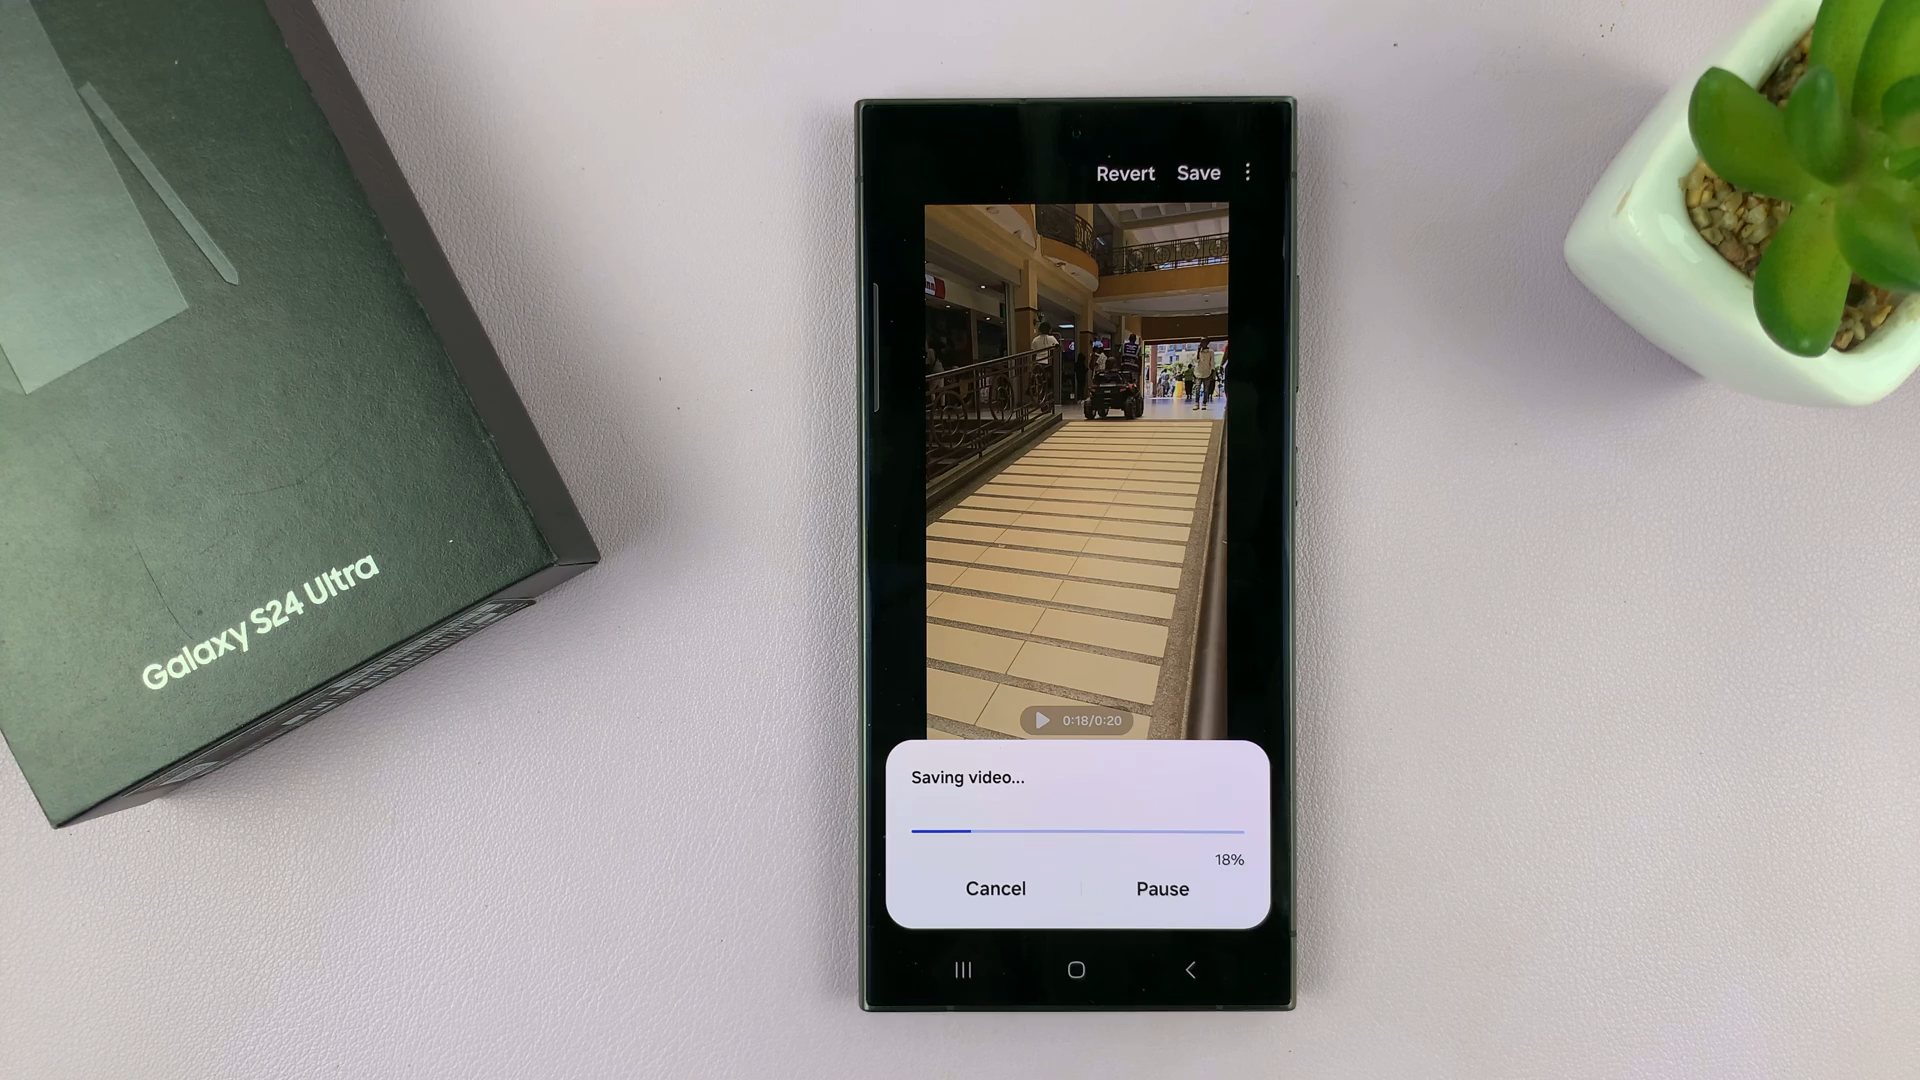 Galaxy S24 Ultra
Revert Save
0:18/0:20
Saving video...
18%
Cancel Pause